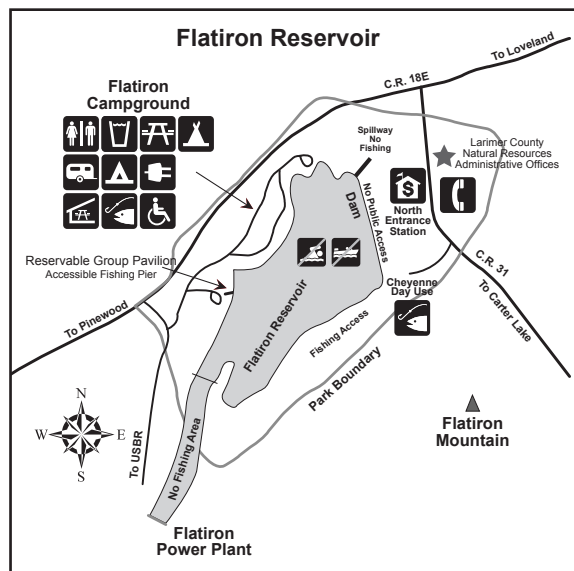 Flatiron Reservoir
To Loveland
C.R. 18E
Flatiron
Campground
Spillway
No
Fishing
Larimer County
Natural Resources
Administrative Offices
Dam
No Public Access
$
North
Entrance
Station
C.R. 31
Reservable Group Pavilion
Accessible Fishing Pier
Cheyenne
Day Use
To Carter Lake
To Pinewood
Flatiron Reservoir
Fishing Access
Park Boundary
N
W E
S
To USBR
No Fishing Area
Flatiron
Mountain
Flatiron
Power Plant